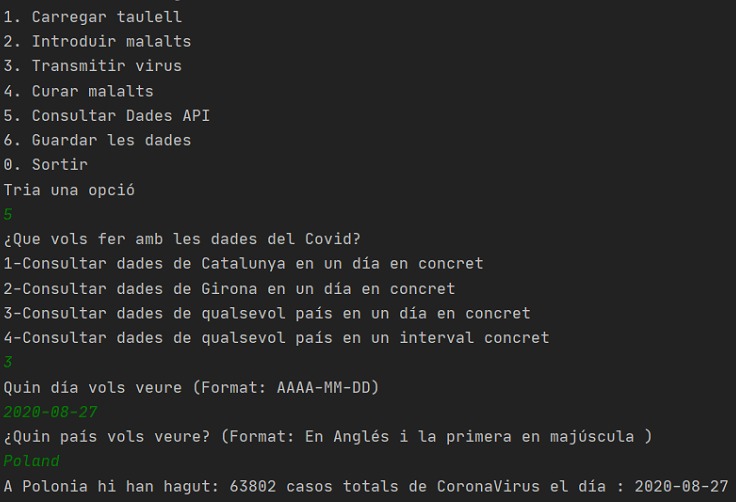 1. Carregar taulell
2. Introduir malalts
3. Transmitir virus
4. Curar malalts
5. Consultar Dades API
6. Guardar les dades
0. Sortir
Tria una opció
5
¿Que vols fer amb les dades del Covid?
1-Consultar dades de Catalunya en un día en concret
2-Consultar dades de Girona en un día en concret
3-Consultar dades de qualsevol país en un día en concret
4-Consultar dades de qualsevol país en un interval concret
3
Quin día vols veure (Format: AAAA-MM-DD)
2020-08-27
¿Quin país vols veure? (Format: En Anglés i la primera en majúscula )
Poland
A Polonia hi han hagut: 63802 casos totals de CoronaVirus el día : 2020-08-27